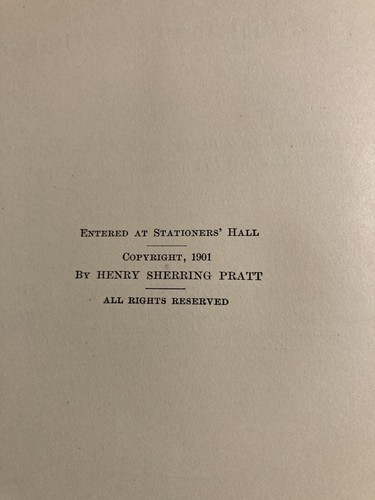 Entered at Stationers' Hall
Copyright, 1901
By HENRY SHERRING PRATT
ALL RIGHTS RESERVED